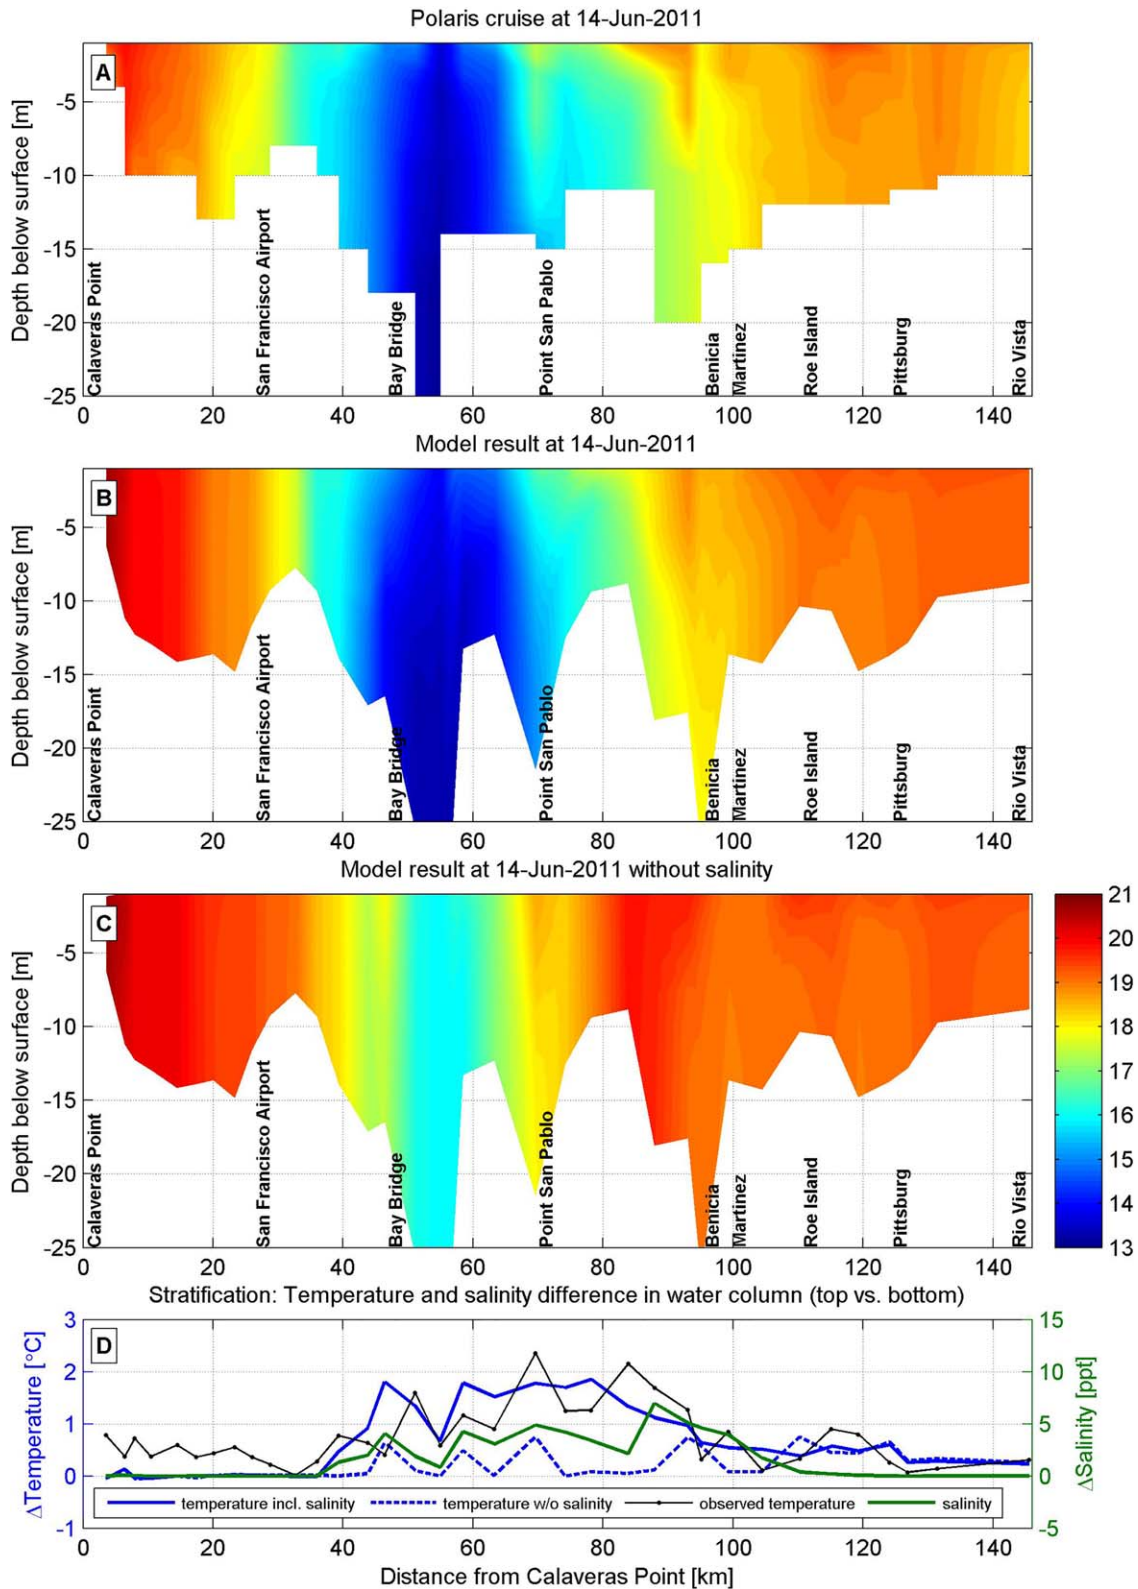 Polaris cruise at 14-Jun-2011
A
Depth below surface [m]
-5
-10
-15
-20
-25
Calaveras Point
San Francisco Airport
Bay Bridge
Point San Pablo
Benicia
Martinez
Roe Island
Pittsburg
Rio Vista
0 20 40 60 80 100 120 140
Model result at 14-Jun-2011
B
Depth below surface [m]
-5
-10
-15
-20
-25
Calaveras Point
San Francisco Airport
Bay Bridge
Point San Pablo
Benicia
Martinez
Roe Island
Pittsburg
Rio Vista
0 20 40 60 80 100 120 140
Model result at 14-Jun-2011 without salinity
C
Depth below surface [m]
-5
-10
-15
-20
-25
Calaveras Point
San Francisco Airport
Bay Bridge
Point San Pablo
Benicia
Martinez
Roe Island
Pittsburg
Rio Vista
0 20 40 60 80 100 120 140
21
20
19
18
17
16
15
14
13
Stratification: Temperature and salinity difference in water column (top vs. bottom)
D
ΔTemperature [°C]
3
2
1
0
-1
15
10
5
0
-5
ΔSalinity [ppt]
temperature incl. salinity
temperature w/o salinity
observed temperature
salinity
0 20 40 60 80 100 120 140
Distance from Calaveras Point [km]